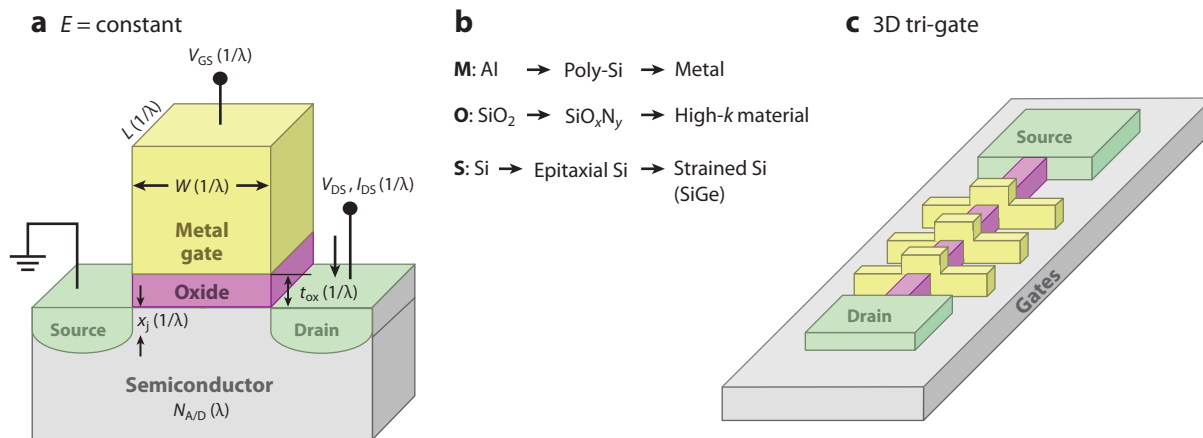 a E = constant
V_GS (1/λ)
L (1/λ)
W (1/λ)
V_DS, I_DS (1/λ)
Metal
gate
Oxide
t_ox (1/λ)
Source
x_j (1/λ)
Drain
Semiconductor
N_A/D (λ)
b
M: Al → Poly-Si → Metal
O: SiO₂ → SiO_xN_y → High-k material
S: Si → Epitaxial Si → Strained Si
(SiGe)
c 3D tri-gate
Source
Gates
Drain